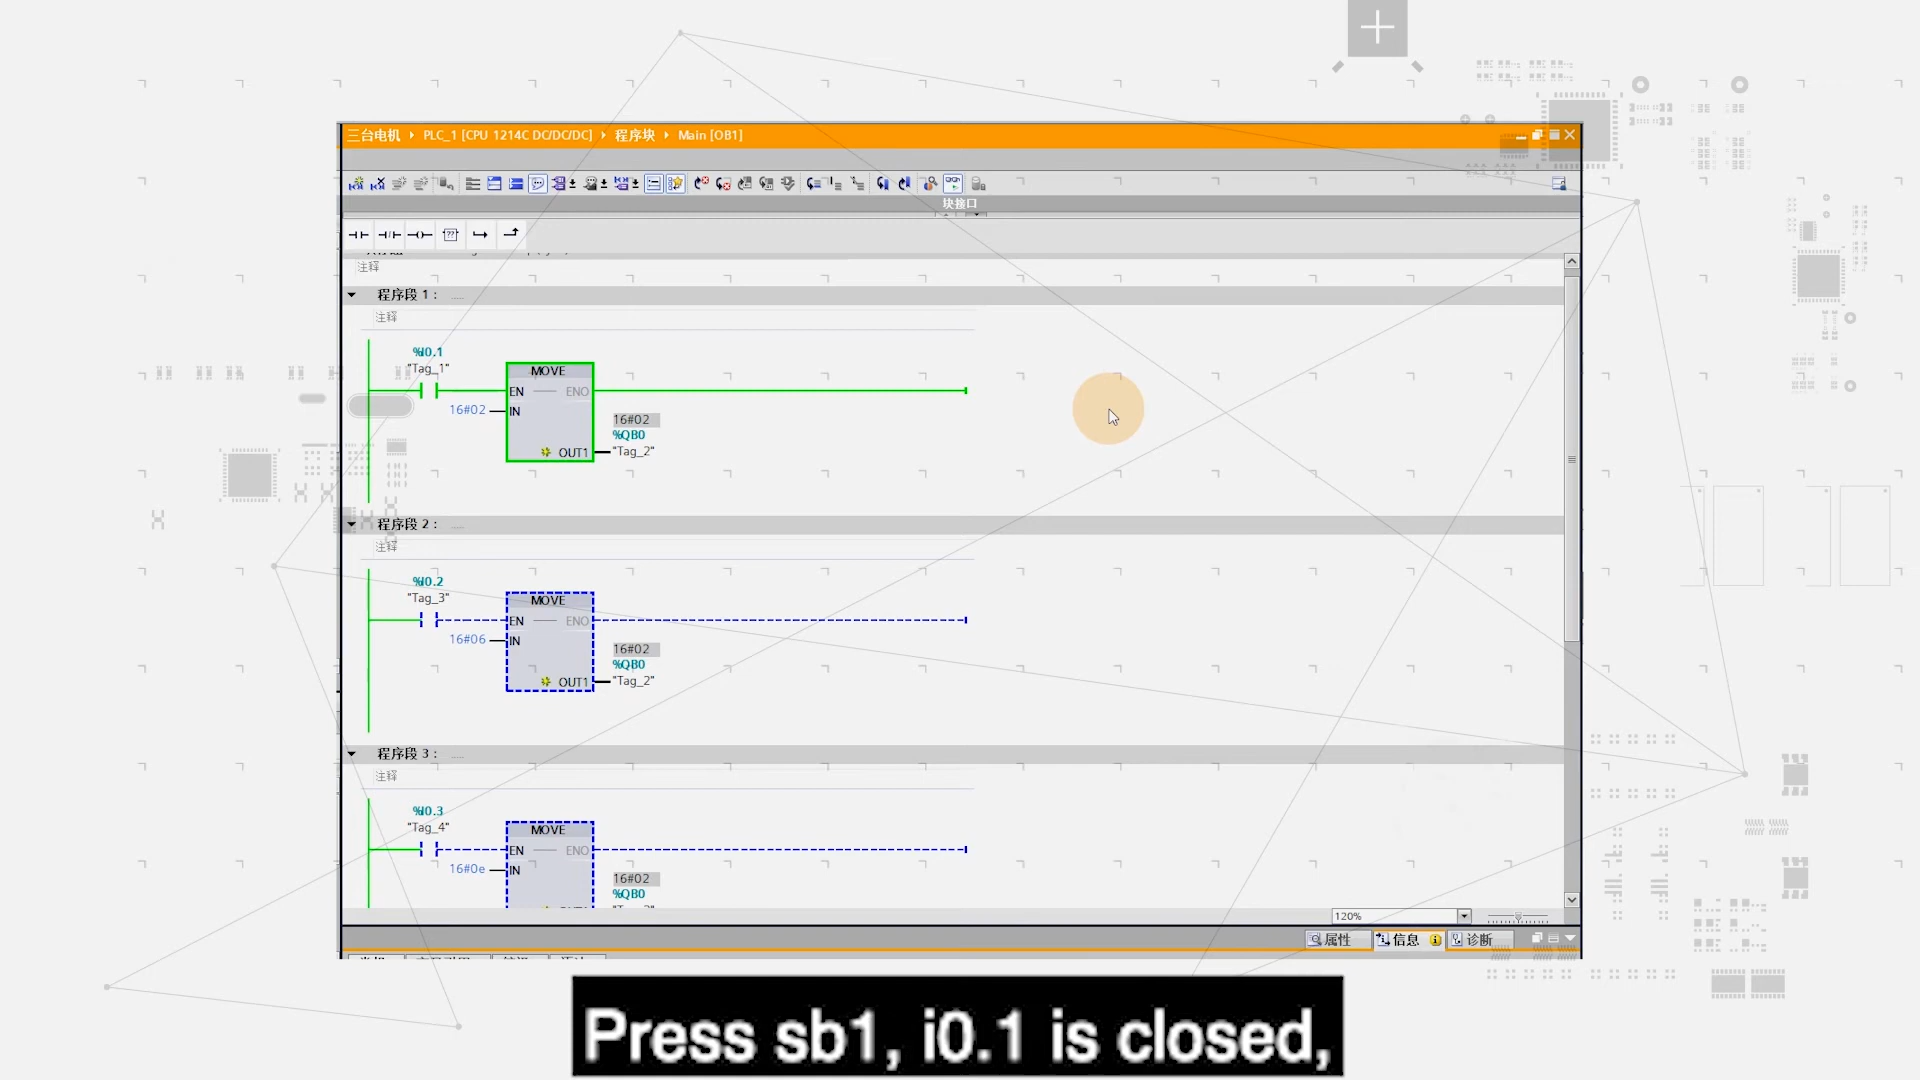 三台电机 PLC_1 [CPU 1214C DC/DC/DC] 程序块 Main [OB1]
块接口
注释
程序段 1：
注释
%I0.1
"Tag_1"
MOVE
EN ENO
16#02 IN
16#02
%QB0
OUT1 "Tag_2"
程序段 2：
注释
%I0.2
"Tag_3"
MOVE
EN ENO
16#06 IN
16#02
%QB0
OUT1 "Tag_2"
程序段 3：
注释
%I0.3
"Tag_4"
MOVE
EN ENO
16#0e IN
16#02
%QB0
120%
属性 信息 诊断
Press sb1, i0.1 is closed,